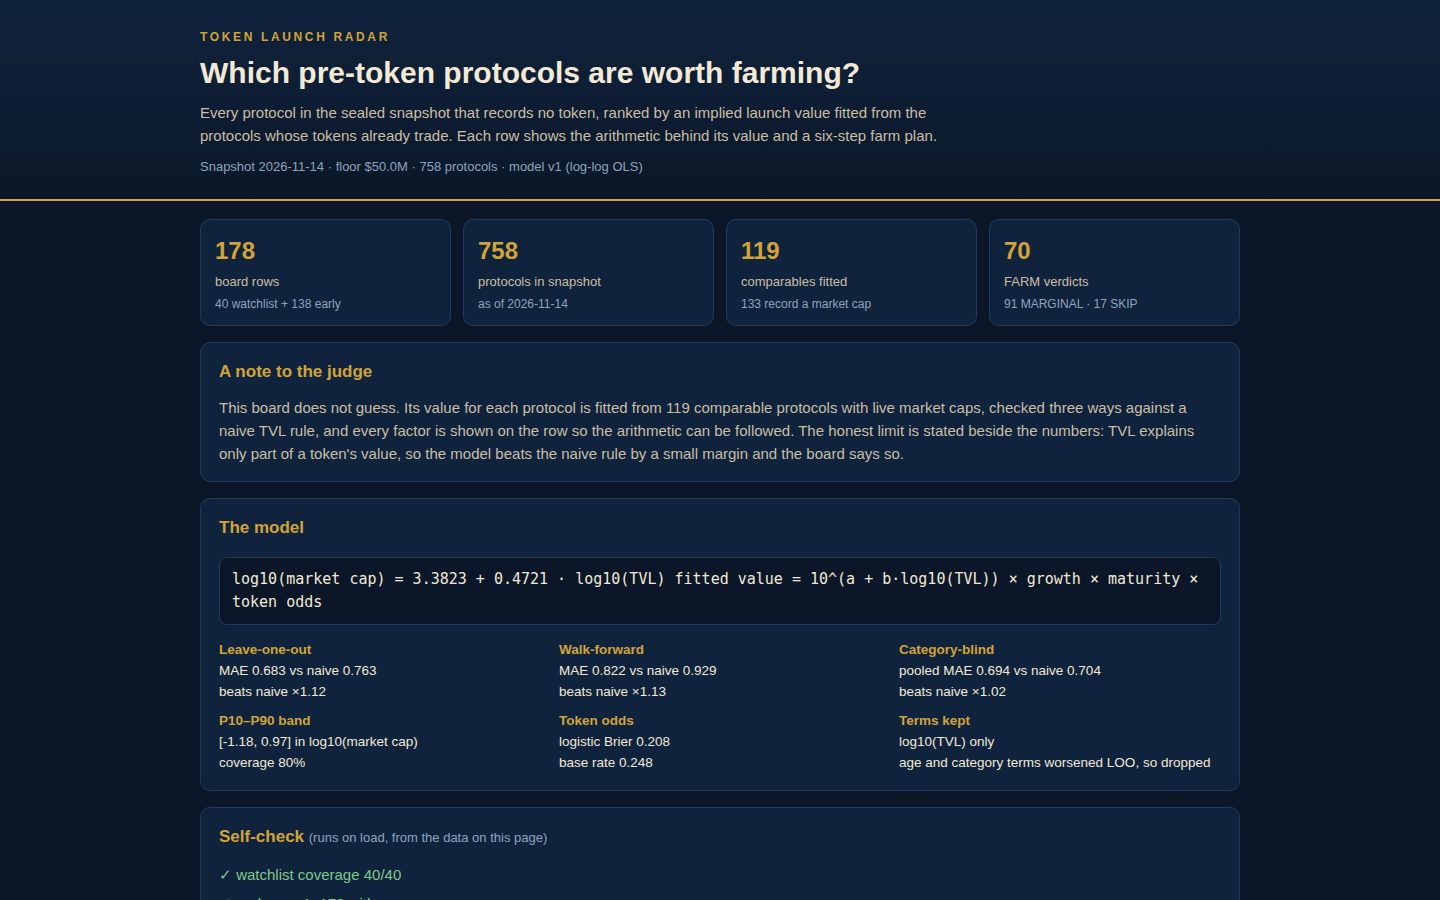 TOKEN LAUNCH RADAR
Which pre-token protocols are worth farming?
Every protocol in the sealed snapshot that records no token, ranked by an implied launch value fitted from the
protocols whose tokens already trade. Each row shows the arithmetic behind its value and a six-step farm plan.
Snapshot 2026-11-14 · floor $50.0M · 758 protocols · model v1 (log-log OLS)
178
board rows
40 watchlist + 138 early
758
protocols in snapshot
as of 2026-11-14
119
comparables fitted
133 record a market cap
70
FARM verdicts
91 MARGINAL · 17 SKIP
A note to the judge
This board does not guess. Its value for each protocol is fitted from 119 comparable protocols with live market caps, checked three ways against a
naive TVL rule, and every factor is shown on the row so the arithmetic can be followed. The honest limit is stated beside the numbers: TVL explains
only part of a token's value, so the model beats the naive rule by a small margin and the board says so.
The model
log10(market cap) = 3.3823 + 0.4721 · log10(TVL) fitted value = 10^(a + b·log10(TVL)) × growth × maturity ×
token odds
Leave-one-out
MAE 0.683 vs naive 0.763
beats naive ×1.12
Walk-forward
MAE 0.822 vs naive 0.929
beats naive ×1.13
Category-blind
pooled MAE 0.694 vs naive 0.704
beats naive ×1.02
P10–P90 band
[-1.18, 0.97] in log10(market cap)
coverage 80%
Token odds
logistic Brier 0.208
base rate 0.248
Terms kept
log10(TVL) only
age and category terms worsened LOO, so dropped
Self-check (runs on load, from the data on this page)
✓ watchlist coverage 40/40